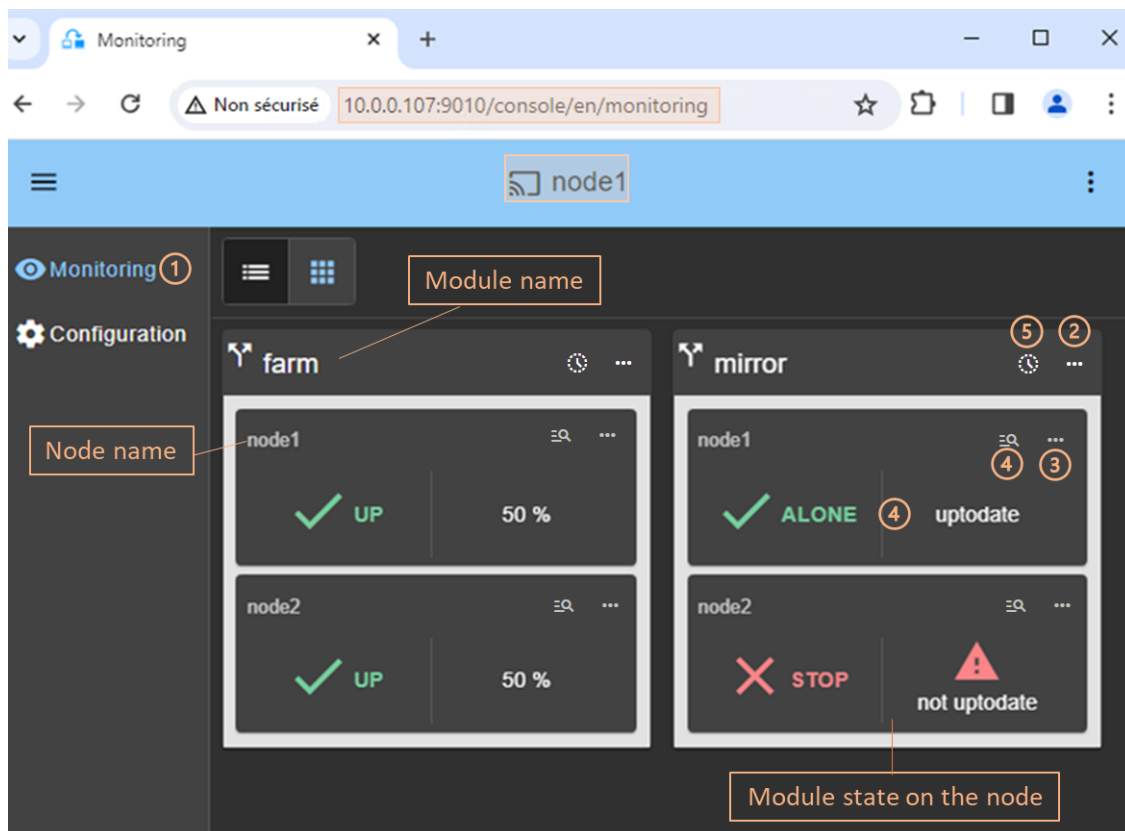 Monitoring
Non sécurisé 10.0.0.107:9010/console/en/monitoring
node1
Monitoring 1
Configuration
Module name
5 2
farm
mirror
Node name
node1
node1
4 3
UP 50 %
ALONE 4 uptodate
node2
node2
UP 50 %
STOP not uptodate
Module state on the node